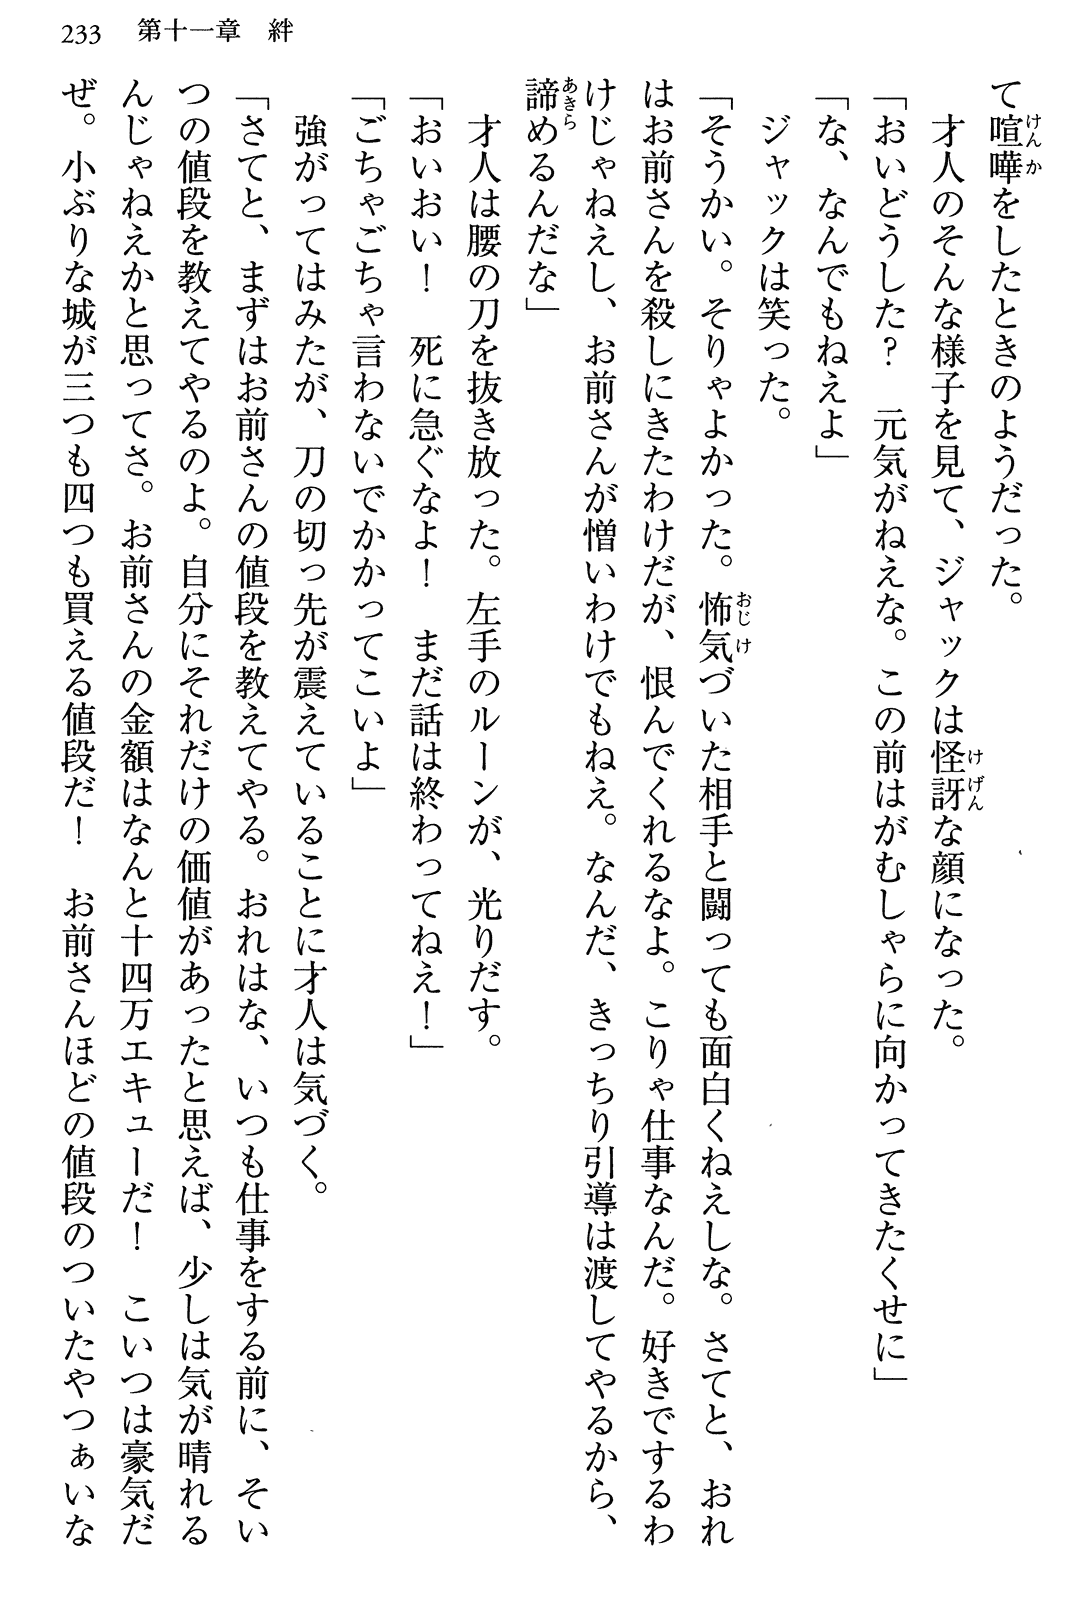 233　第十一章　絆
て喧嘩をしたときのようだった。
　才人のそんな様子を見て、ジャックは怪訝な顔になった。
「おいどうした？　元気がねえな。この前はがむしゃらに向かってきたくせに」
「な、なんでもねえよ」
　ジャックは笑った。
「そうかい。そりゃよかった。怖気づいた相手と闘っても面白くねえしな。さてと、おれ
はお前さんを殺しにきたわけだが、恨んでくれるなよ。こりゃ仕事なんだ。好きでするわ
けじゃねえし、お前さんが憎いわけでもねえ。なんだ、きっちり引導は渡してやるから、
諦めるんだな」
　才人は腰の刀を抜き放った。左手のルーンが、光りだす。
「おいおい！　死に急ぐなよ！　まだ話は終わってねえ！」
「ごちゃごちゃ言わないでかかってこいよ」
　強がってはみたが、刀の切っ先が震えていることに才人は気づく。
「さてと、まずはお前さんの値段を教えてやる。おれはな、いつも仕事をする前に、そい
つの値段を教えてやるのよ。自分にそれだけの価値があったと思えば、少しは気が晴れる
んじゃねえかと思ってさ。お前さんの金額はなんと十四万エキューだ！　こいつは豪気だ
ぜ。小ぶりな城が三つも四つも買える値段だ！　お前さんほどの値段のついたやつぁいな